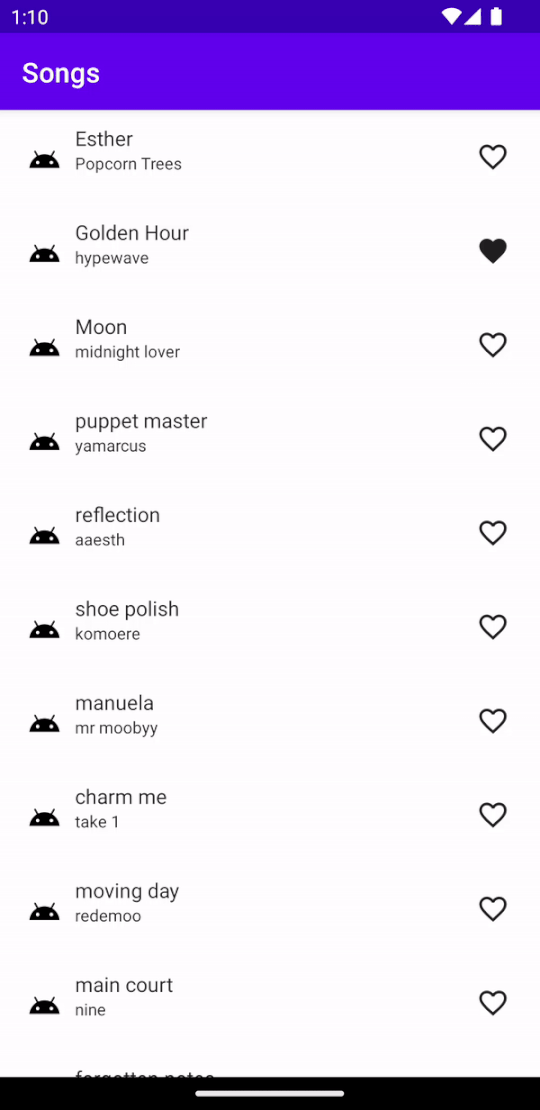 1:10
Songs
Esther
Popcorn Trees
Golden Hour
hypewave
Moon
midnight lover
puppet master
yamarcus
reflection
aaesth
shoe polish
komoere
manuela
mr moobyy
charm me
take 1
moving day
redemoo
main court
nine